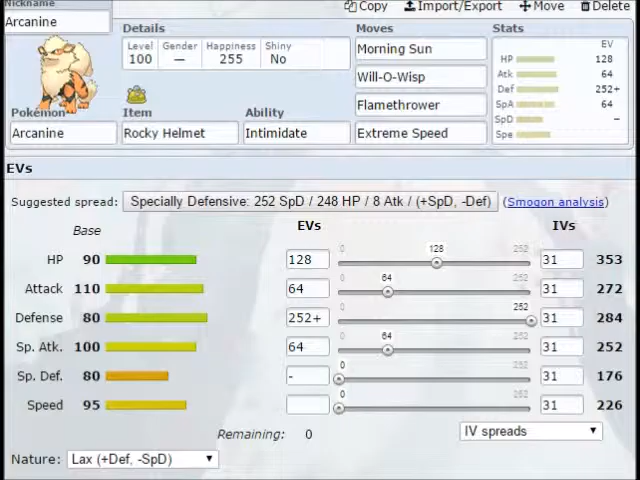 Nickname
Copy Import/Export Move Delete
Arcanine
Details
Moves
Stats
Level Gender Happiness Shiny
100 — 255 No
Morning Sun
Will-O-Wisp
Flamethrower
Extreme Speed
EV
HP 128
Atk 64
Def 252+
SpA 64
SpD –
Spe
Pokémon
Item
Ability
Arcanine
Rocky Helmet
Intimidate
EVs
Suggested spread: Specially Defensive: 252 SpD / 248 HP / 8 Atk / (+SpD, -Def) (Smogon analysis)
Base EVs IVs
HP 90 128 0 128 252 31 353
Attack 110 64 0 64 252 31 272
Defense 80 252+ 0 252 31 284
Sp. Atk. 100 64 0 64 252 31 252
Sp. Def. 80 - 0 252 31 176
Speed 95 0 252 31 226
Remaining: 0
IV spreads
Nature: Lax (+Def, -SpD)